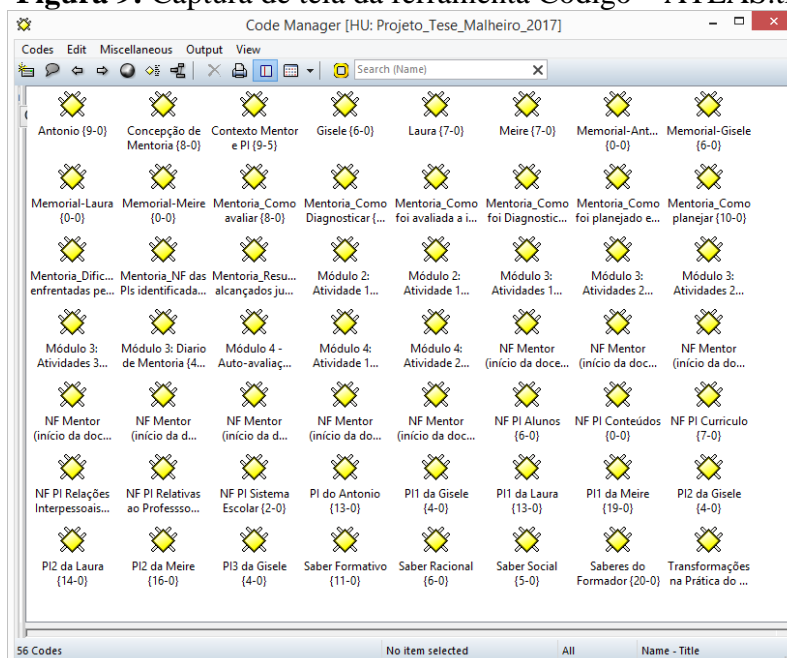 Figura 9: Captura de tela da ferramenta Código
Code Manager [HU: Projeto_Tese_Malheiro_2017]
Codes Edit Miscellaneous Output View
Search (Name)
Antonio {9-0} Concepção de Mentoria {8-0} Contexto Mentor e PI {9-5} Gisele {6-0} Laura {7-0} Meire {7-0} Memorial-Ant... {0-0} Memorial-Gisele {6-0}
Memorial-Laura {0-0} Memorial-Meire {0-0} Mentoria_Como avaliar {8-0} Mentoria_Como Diagnosticar {... Mentoria_Como foi avaliada a i... Mentoria_Como foi Diagnostic... Mentoria_Como foi planejado e... Mentoria_Como planejar {10-0}
Mentoria_Dific... enfrentadas pe... Mentoria_NF das PIs identificada... Mentoria_Resu... alcançados ju... Módulo 2: Atividade 1... Módulo 2: Atividade 1... Módulo 3: Atividades 1... Módulo 3: Atividades 2... Módulo 3: Atividades 2...
Módulo 3: Atividades 3... Módulo 3: Diario de Mentoria {4... Módulo 4 - Auto-avaliaç... Módulo 4: Atividade 1... Módulo 4: Atividade 2... NF Mentor (início da doce... NF Mentor (início da doc... NF Mentor (início da do...
NF Mentor (início da doc... NF Mentor (início da d... NF Mentor (início da d... NF Mentor (início da do... NF Mentor (início da doc... NF PI Alunos {6-0} NF PI Conteúdos {0-0} NF PI Curriculo {7-0}
NF PI Relações Interpessoais... NF PI Relativas ao Professso... NF PI Sistema Escolar {2-0} PI do Antonio {13-0} PI1 da Gisele {4-0} PI1 da Laura {13-0} PI1 da Meire {19-0} PI2 da Gisele {4-0}
PI2 da Laura {14-0} PI2 da Meire {16-0} PI3 da Gisele {4-0} Saber Formativo {11-0} Saber Racional {6-0} Saber Social {5-0} Saberes do Formador {20-0} Transformações na Prática do ...
56 Codes No item selected All Name - Title